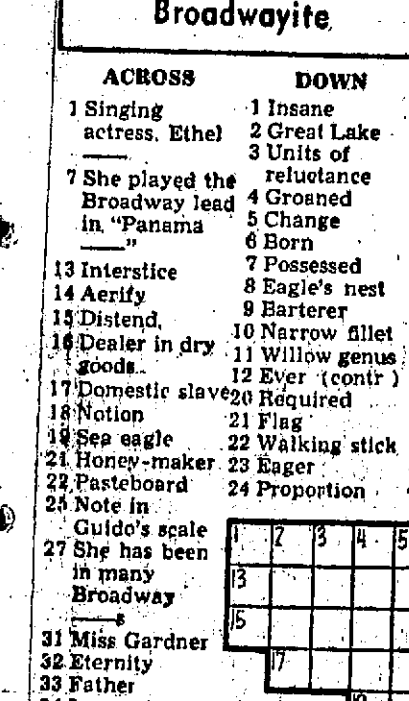 Broadwayite
ACROSS
1 Singing
actress, Ethel
7 She played the
Broadway lead
in "Panama
"
13 Interstice
14 Aerify
15 Distend.
16 Dealer in dry
goods.
17 Domestic slave
18 Notion
19 Sea eagle
21 Honey-maker
22 Pasteboard
25 Note in
Guido's scale
27 She has been
in many
Broadway
s
31 Miss Gardner
32 Eternity
33 Father
DOWN
1 Insane
2 Great Lake
3 Units of
reluctance
4 Groaned
5 Change
6 Born
7 Possessed
8 Eagle's nest
9 Barterer
10 Narrow fillet
11 Willow genus
12 Ever (contr )
20 Required
21 Flag
22 Walking stick
23 Eager
24 Proportion
1 2 3 4 5
13
15
17